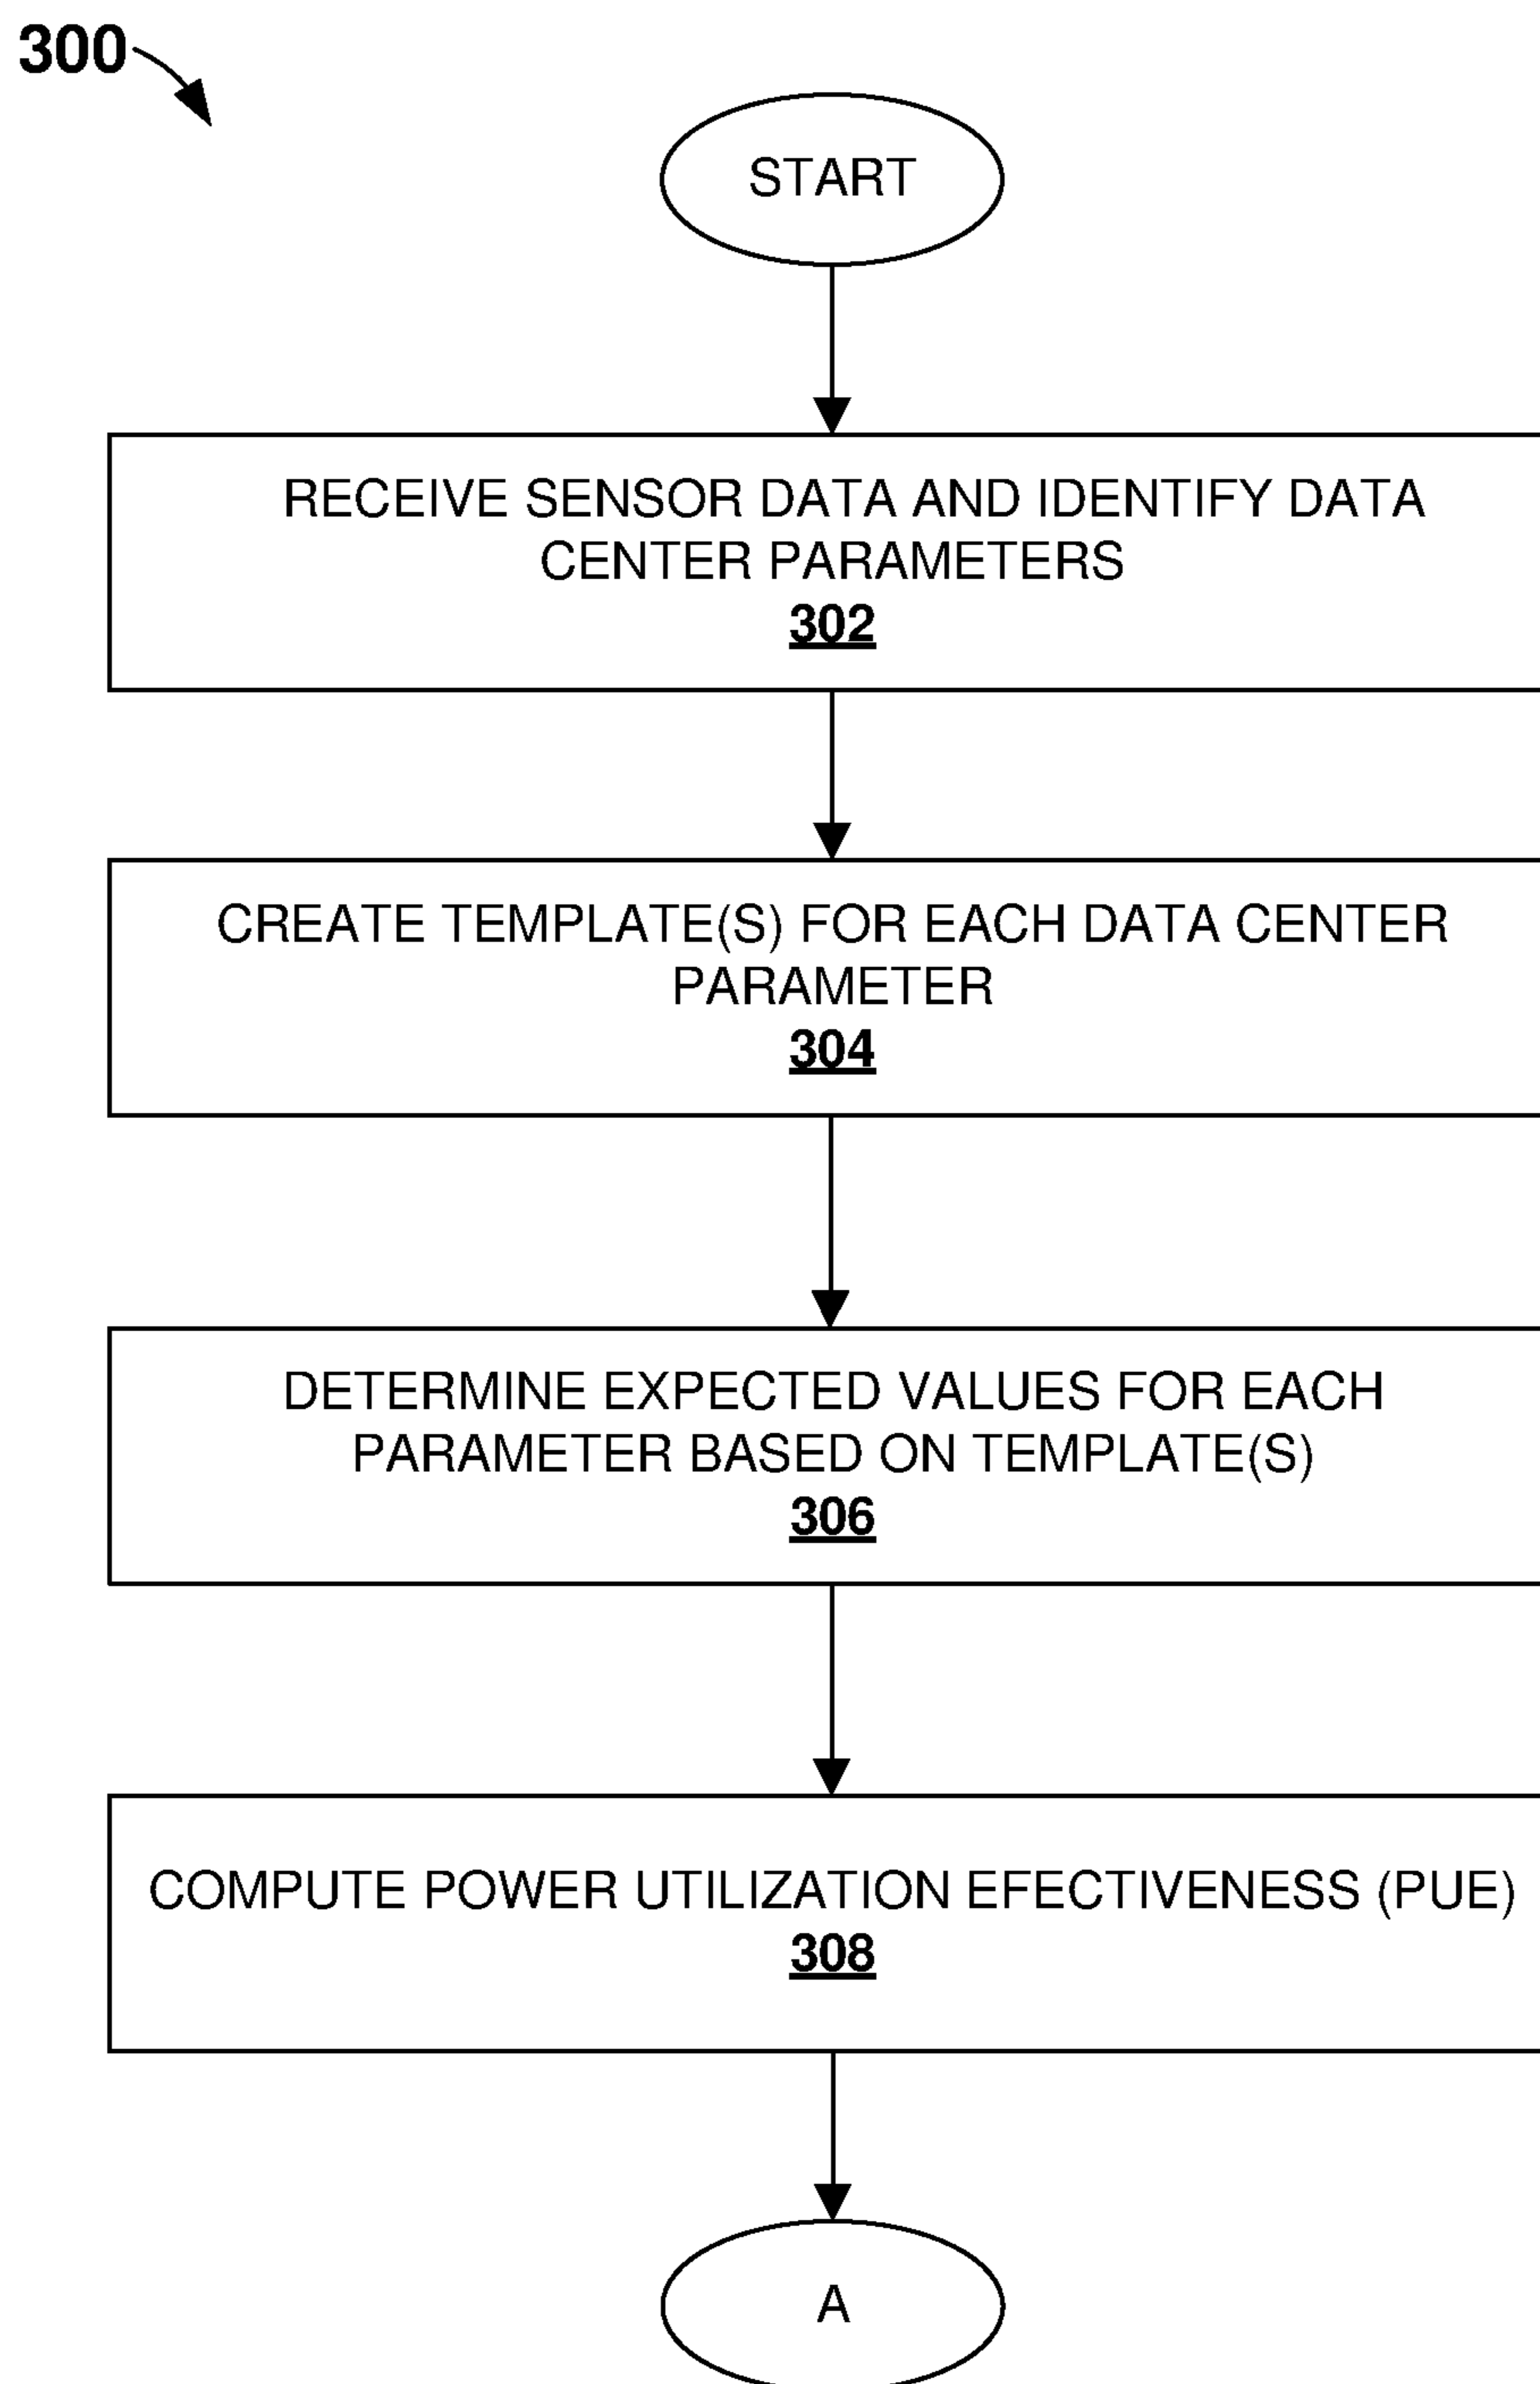 300
START
RECEIVE SENSOR DATA AND IDENTIFY DATA
CENTER PARAMETERS
302
CREATE TEMPLATE(S) FOR EACH DATA CENTER
PARAMETER
304
DETERMINE EXPECTED VALUES FOR EACH
PARAMETER BASED ON TEMPLATE(S)
306
COMPUTE POWER UTILIZATION EFECTIVENESS (PUE)
308
A